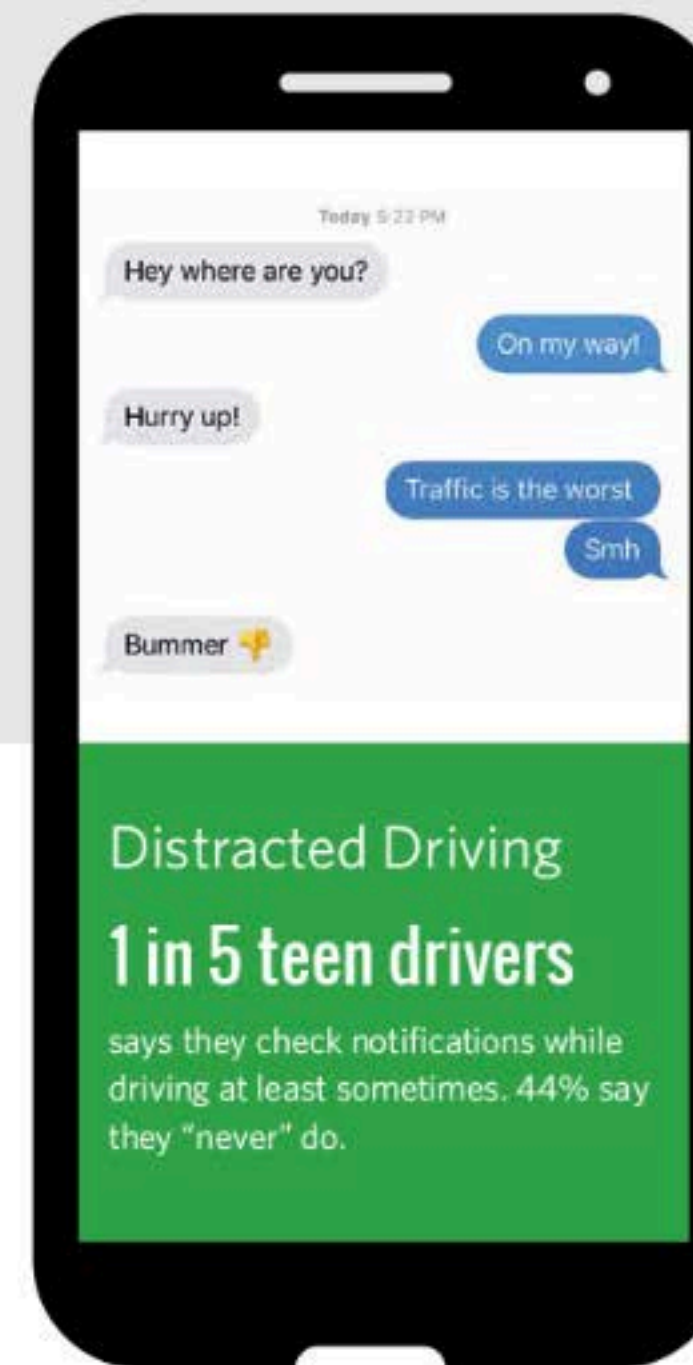 Today 5:22 PM
Hey where are you?
On my way!
Hurry up!
Traffic is the worst
Smh
Bummer 👎
Distracted Driving
1 in 5 teen drivers
says they check notifications while
driving at least sometimes. 44% say
they “never” do.